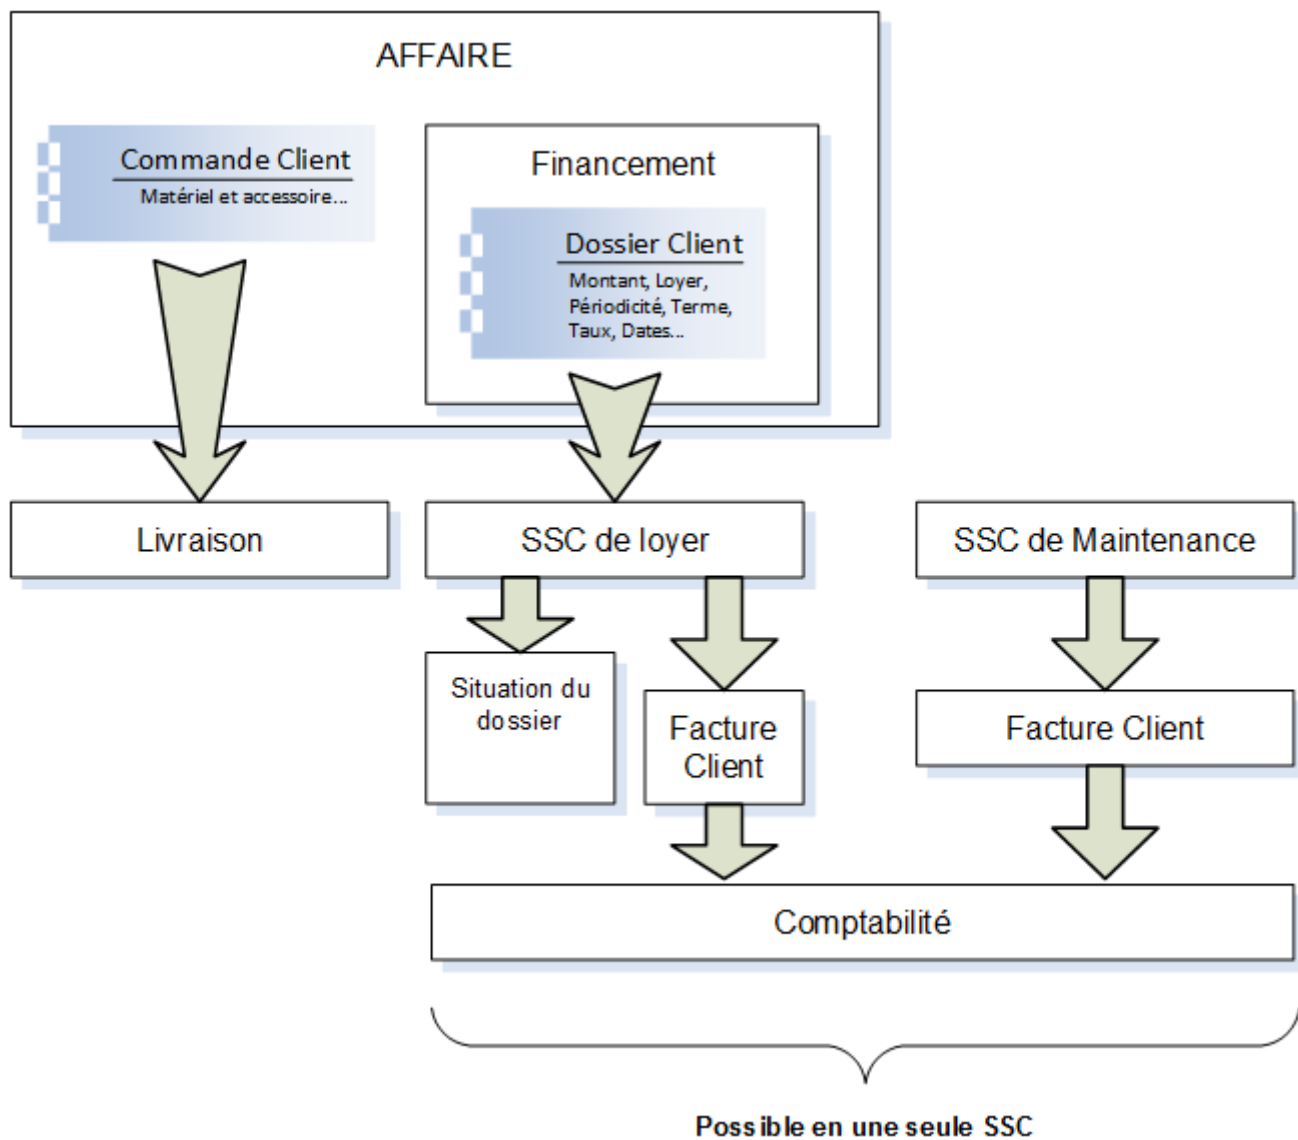 AFFAIRE
Commande Client
Matériel et accessoire...
Financement
Dossier Client
Montant, Loyer,
Périodicité, Terme,
Taux, Dates...
Livraison
SSC de loyer
SSC de Maintenance
Situation du
dossier
Facture
Client
Facture Client
Comptabilité
Possible en une seule SSC